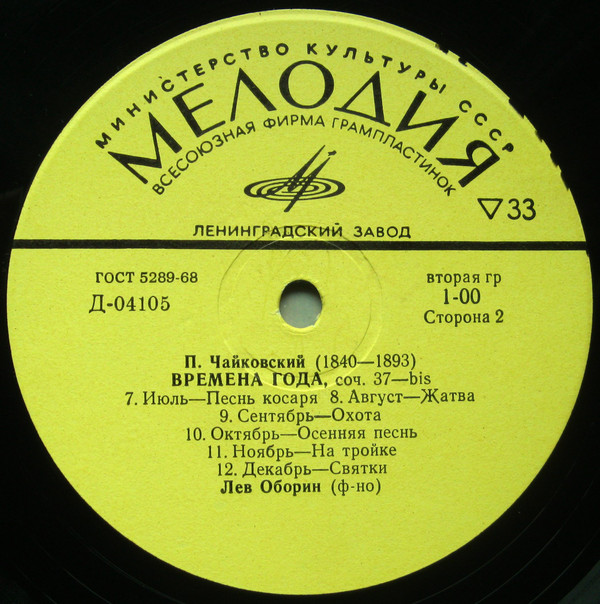 МИНИСТЕРСТВО КУЛЬТУРЫ СССР
МЕЛОДИЯ
ВСЕСОЮЗНАЯ ФИРМА ГРАМПЛАСТИНОК
▽33
ЛЕНИНГРАДСКИЙ ЗАВОД
ГОСТ 5289-68
Д-04105
вторая гр
1-00
Сторона 2
П. Чайковский (1840—1893)
ВРЕМЕНА ГОДА, соч. 37—bis
7. Июль—Песнь косаря 8. Август—Жатва
9. Сентябрь—Охота
10. Октябрь—Осенняя песнь
11. Ноябрь—На тройке
12. Декабрь—Святки
Лев Оборин (ф-но)